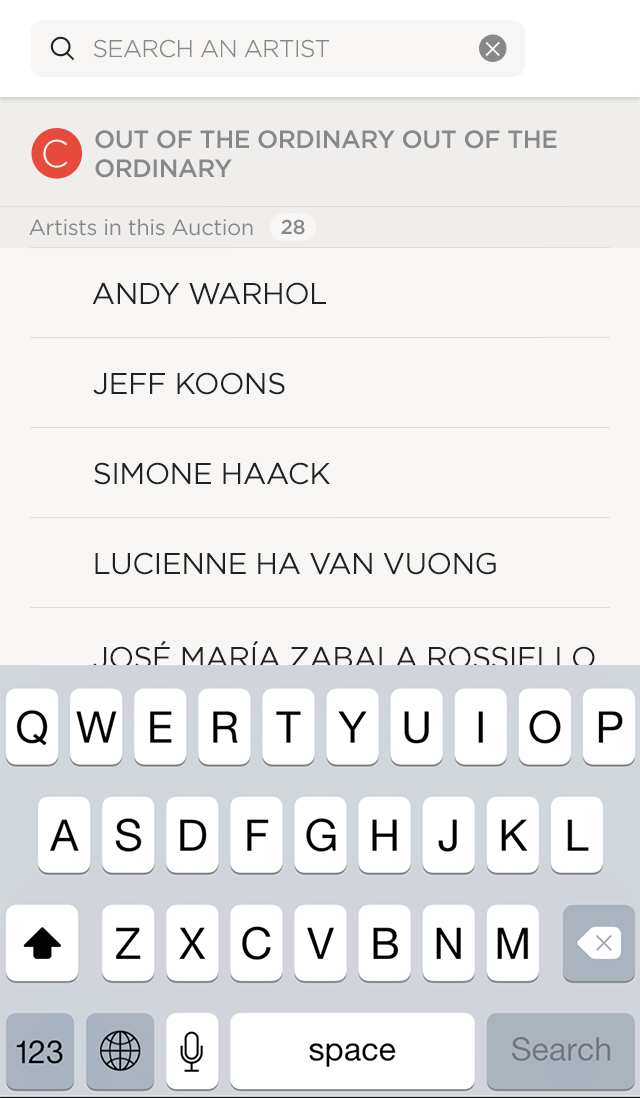 SEARCH AN ARTIST
C
OUT OF THE ORDINARY OUT OF THE
ORDINARY
Artists in this Auction 28
ANDY WARHOL
JEFF KOONS
SIMONE HAACK
LUCIENNE HA VAN VUONG
JOSÉ MARÍA ZABALA ROSSIELLO
Q W E R T Y U I O P
A S D F G H J K L
Z X C V B N M
123 space Search